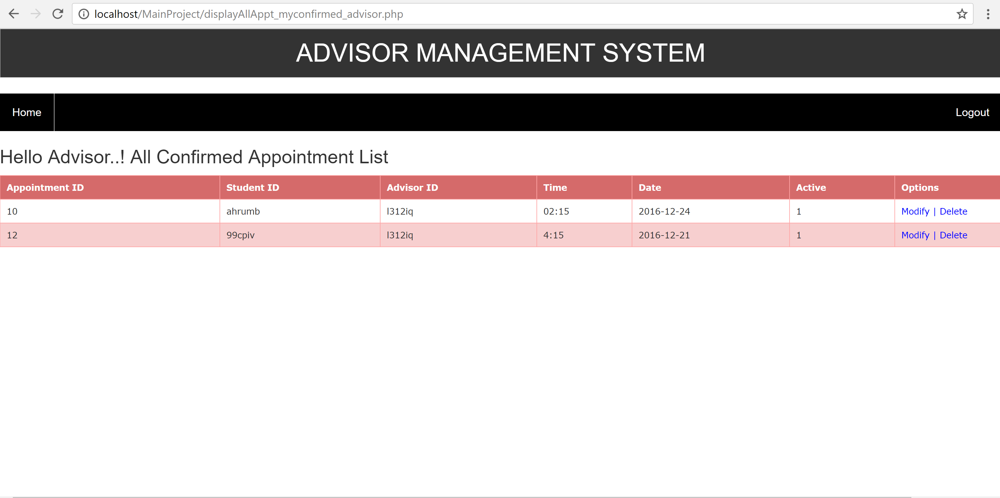 localhost/MainProject/displayAllAppt_myconfirmed_advisor.php
ADVISOR MANAGEMENT SYSTEM
Home Logout
Hello Advisor..! All Confirmed Appointment List
Appointment ID Student ID Advisor ID Time Date Active Options
10 ahrumb l312iq 02:15 2016-12-24 1 Modify | Delete
12 99cpiv l312iq 4:15 2016-12-21 1 Modify | Delete